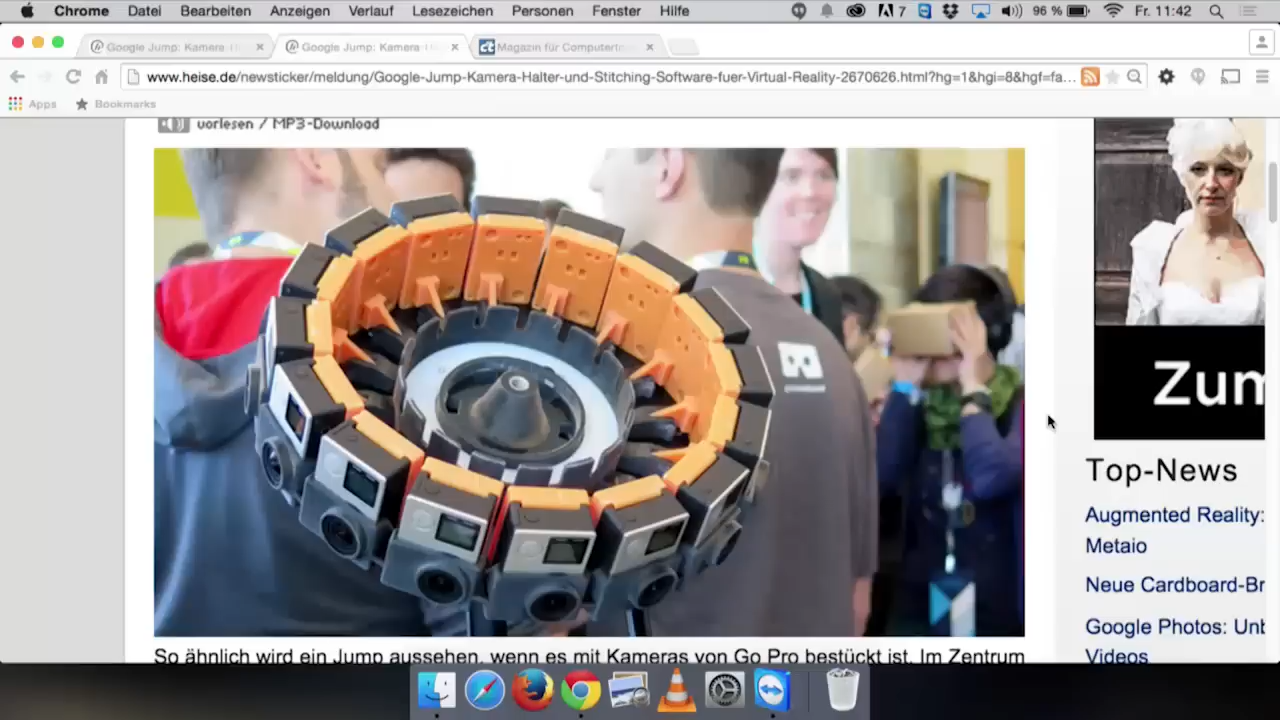 Chrome Datei Bearbeiten Anzeigen Verlauf Lesezeichen Personen Fenster Hilfe 7 96 % Fr. 11:42
Google Jump: Kamera-
Google Jump: Kamera-
c't Magazin für Computert
www.heise.de/newsticker/meldung/Google-Jump-Kamera-Halter-und-Stitching-Software-fuer-Virtual-Reality-2670626.html?hg=1&hgi=8&hgf=fa...
Apps Bookmarks
vorlesen / MP3-Download
Zum
Top-News
Augmented Reality:
Metaio
Neue Cardboard-Br
Google Photos: Unb
Videos
So ähnlich wird ein Jump aussehen, wenn es mit Kameras von Go Pro bestückt ist. Im Zentrum